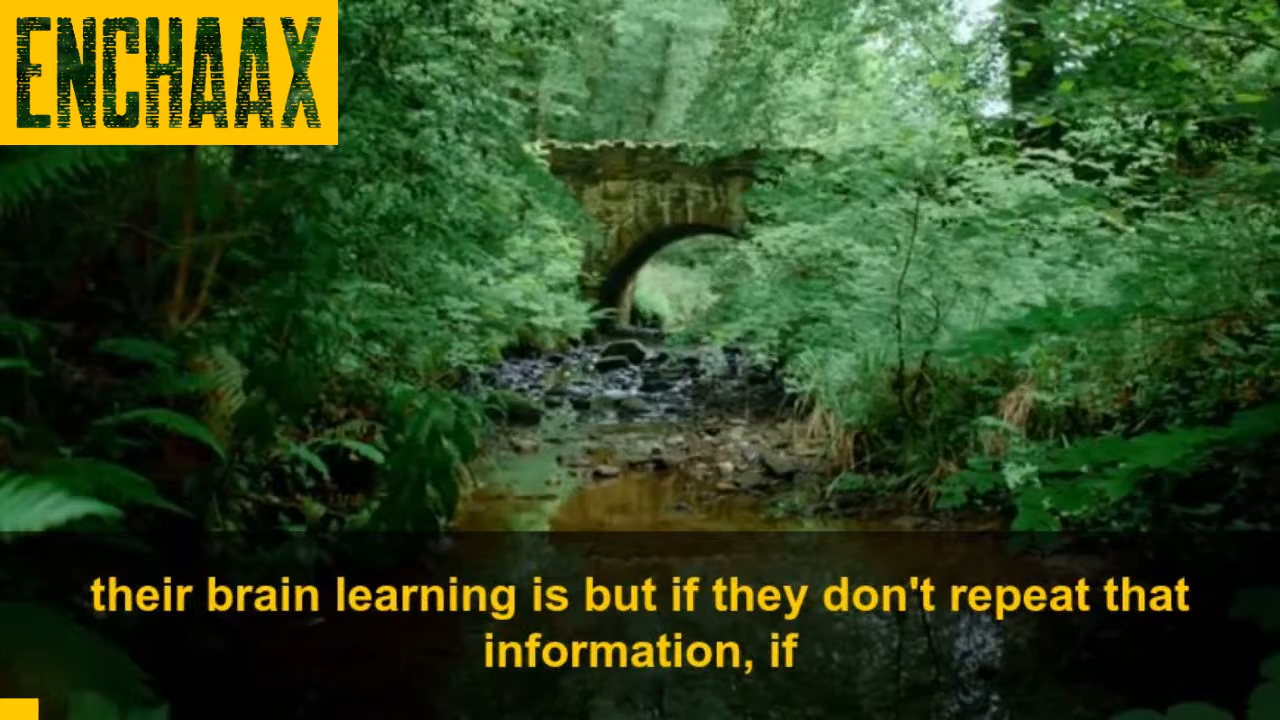 ENCHAAX
their brain learning is but if they don't repeat that
information, if